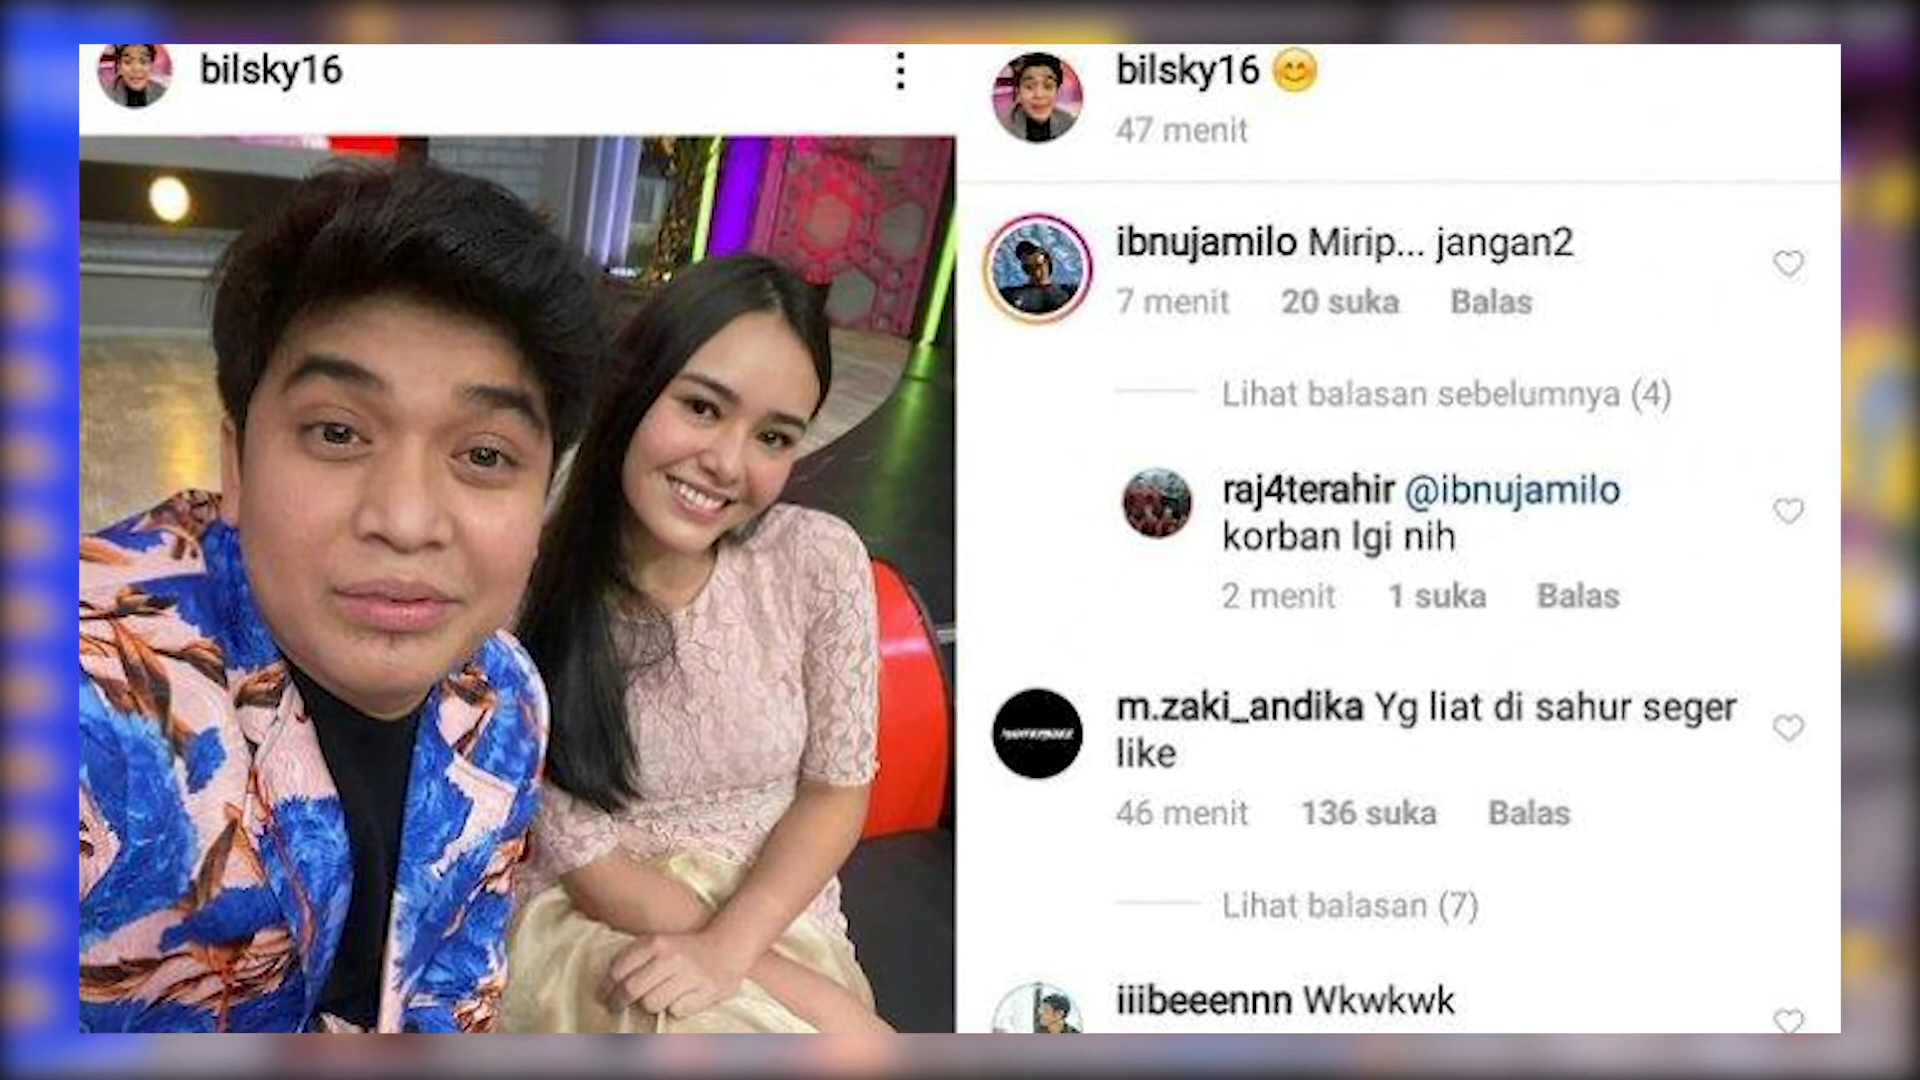 bilsky16
bilsky16 😊
47 menit
ibnujamilo Mirip... jangan2
7 menit 20 suka Balas
Lihat balasan sebelumnya (4)
raj4terahir @ibnujamilo
korban lgi nih
2 menit 1 suka Balas
m.zaki_andika Yg liat di sahur seger
like
46 menit 136 suka Balas
Lihat balasan (7)
iiibeeennn Wkwkwk